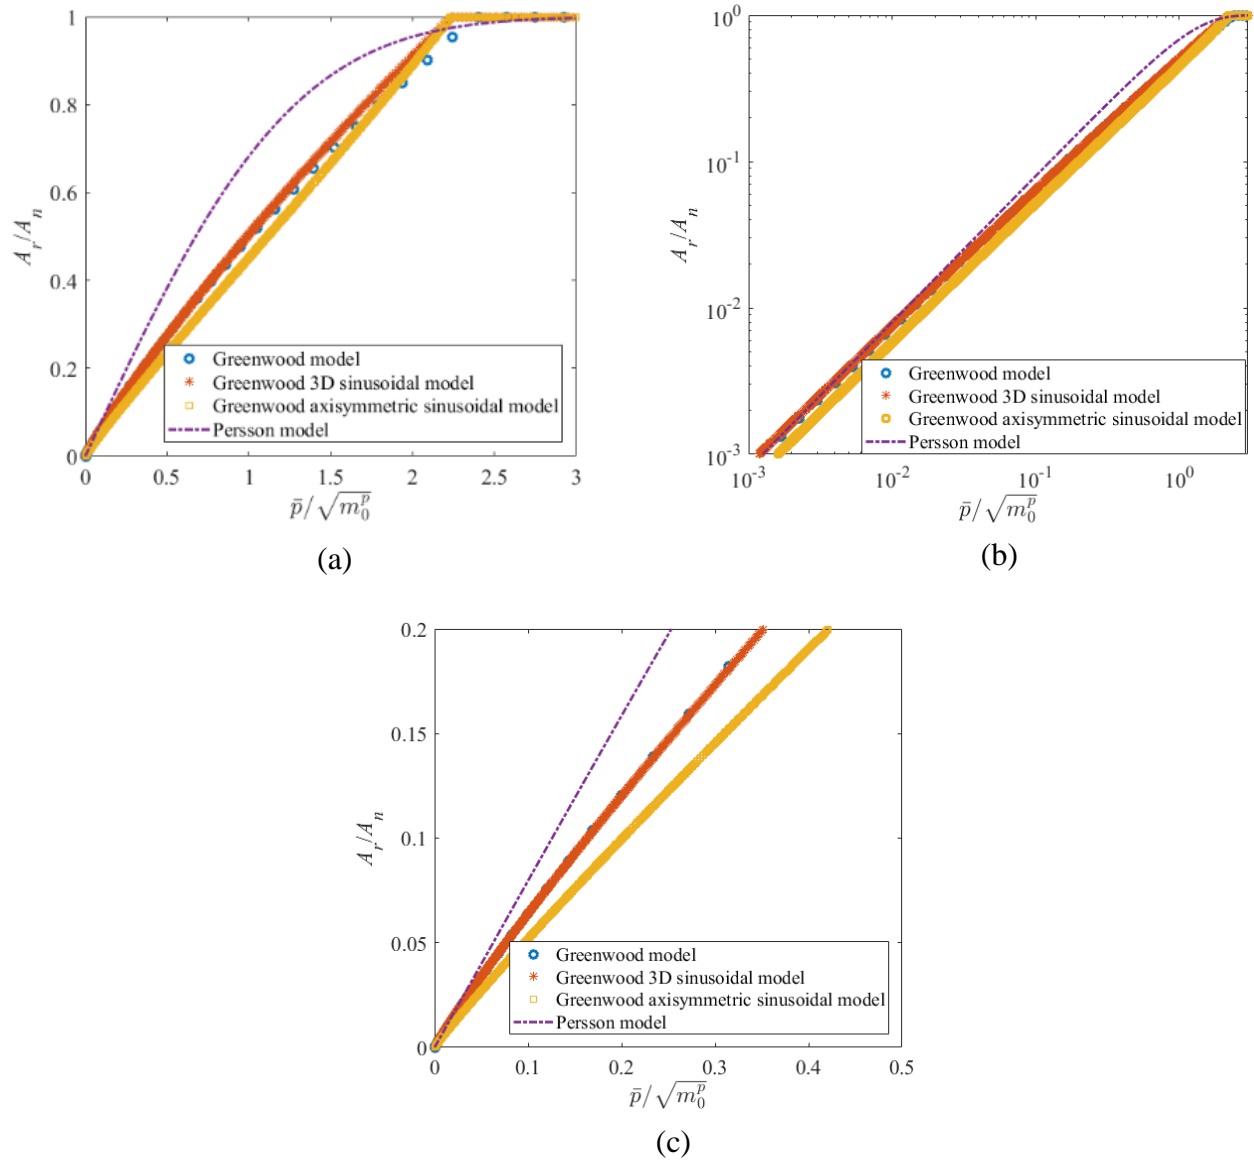 1
0.8
0.6
0.4
0.2
0
A_r/A_n
Greenwood model
Greenwood 3D sinusoidal model
Greenwood axisymmetric sinusoidal model
Persson model
0 0.5 1 1.5 2 2.5 3
p̄/√m_0^p
(a)
10^0
10^-1
10^-2
10^-3
A_r/A_n
Greenwood model
Greenwood 3D sinusoidal model
Greenwood axisymmetric sinusoidal model
Persson model
10^-3 10^-2 10^-1 10^0
p̄/√m_0^p
(b)
0.2
0.15
0.1
0.05
0
A_r/A_n
Greenwood model
Greenwood 3D sinusoidal model
Greenwood axisymmetric sinusoidal model
Persson model
0 0.1 0.2 0.3 0.4 0.5
p̄/√m_0^p
(c)